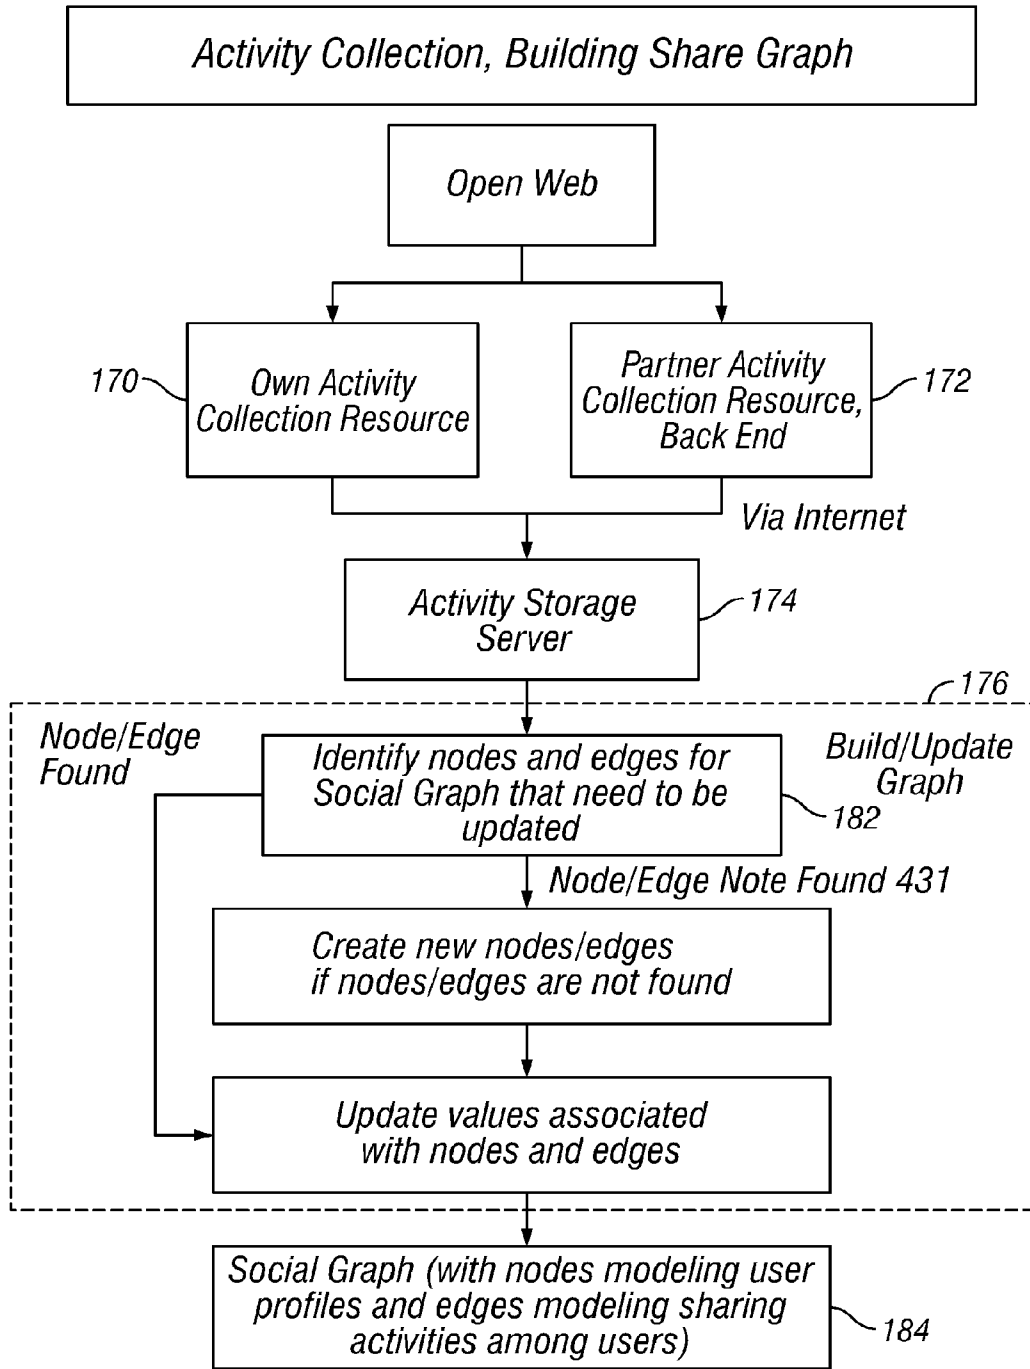 Activity Collection, Building Share Graph
Open Web
170
Own Activity
Collection Resource
Partner Activity
Collection Resource,
Back End
172
Via Internet
Activity Storage
Server
174
176
Node/Edge
Found
Build/Update
Graph
Identify nodes and edges for
Social Graph that need to be
updated
182
Node/Edge Note Found 431
Create new nodes/edges
if nodes/edges are not found
Update values associated
with nodes and edges
Social Graph (with nodes modeling user
profiles and edges modeling sharing
activities among users)
184